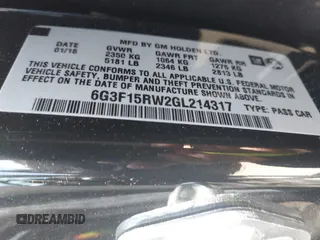 MFD BY GM HOLDEN LTD.
DATE GVWR GAWR FRT GAWR RR
01/16 2350 KG 1064 KG 1276 KG
5181 LB 2346 LB 2813 LB
THIS VEHICLE CONFORMS TO ALL APPLICABLE U.S. FEDERAL MOTOR
VEHICLE SAFETY, BUMPER, AND THEFT PREVENTION STANDARDS
IN EFFECT ON THE DATE OF MANUFACTURE SHOWN ABOVE.
6G3F15RW2GL214317 TYPE: PASS CAR
DREAMBID